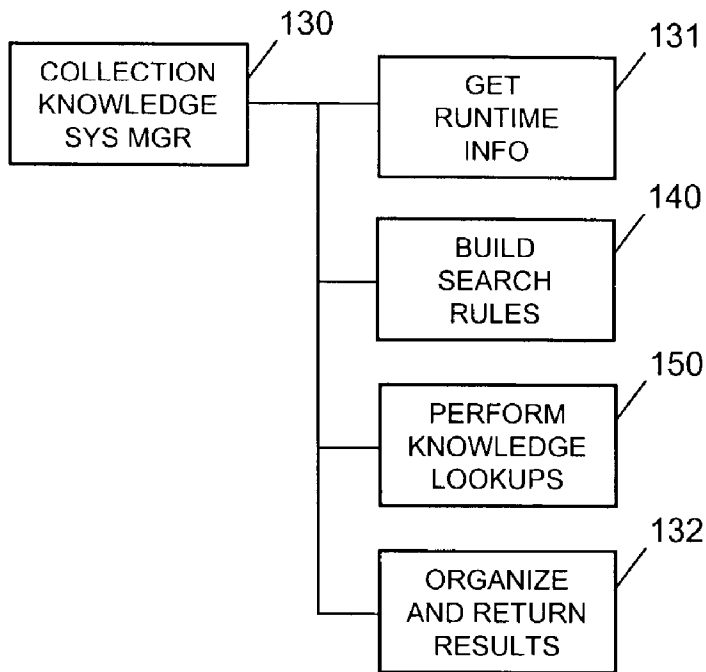 130
COLLECTION
KNOWLEDGE
SYS MGR
131
GET
RUNTIME
INFO
140
BUILD
SEARCH
RULES
150
PERFORM
KNOWLEDGE
LOOKUPS
132
ORGANIZE
AND RETURN
RESULTS